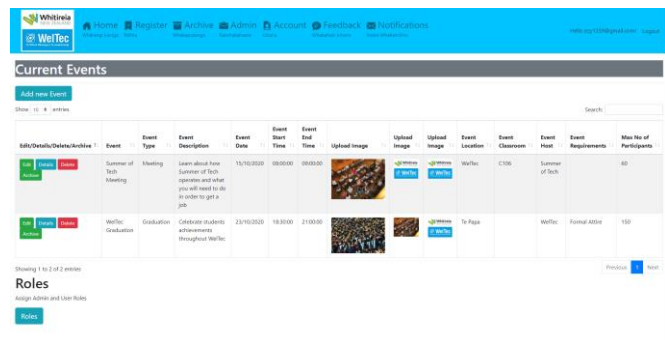 Whitireia
NEW ZEALAND
WelTec
Home Register Archive Admin Account Feedback Notifications
Logout
Current Events
Add new Event
Show 10 entries
Search:
Edit/Details/Delete/Archive Event Event Type Event Description Event Date Event Start Time Event End Time Upload Image Upload Image Upload Image Event Location Event Classroom Event Host Event Requirements Max No of Participants
Edit Details Delete Archive Summer of Tech Meeting Meeting Learn about how Summer of Tech operates and what you will need to do in order to get a job 15/10/2020 08:00:00 09:00:00 WelTec C106 Summer of Tech 60
Edit Details Delete Archive WelTec Graduation Graduation Celebrate students achievements throughout WelTec 23/10/2020 18:30:00 21:00:00 Te Papa WelTec Formal Attire 150
Showing 1 to 2 of 2 entries
Previous 1 Next
Roles
Assign Admin and User Roles
Roles